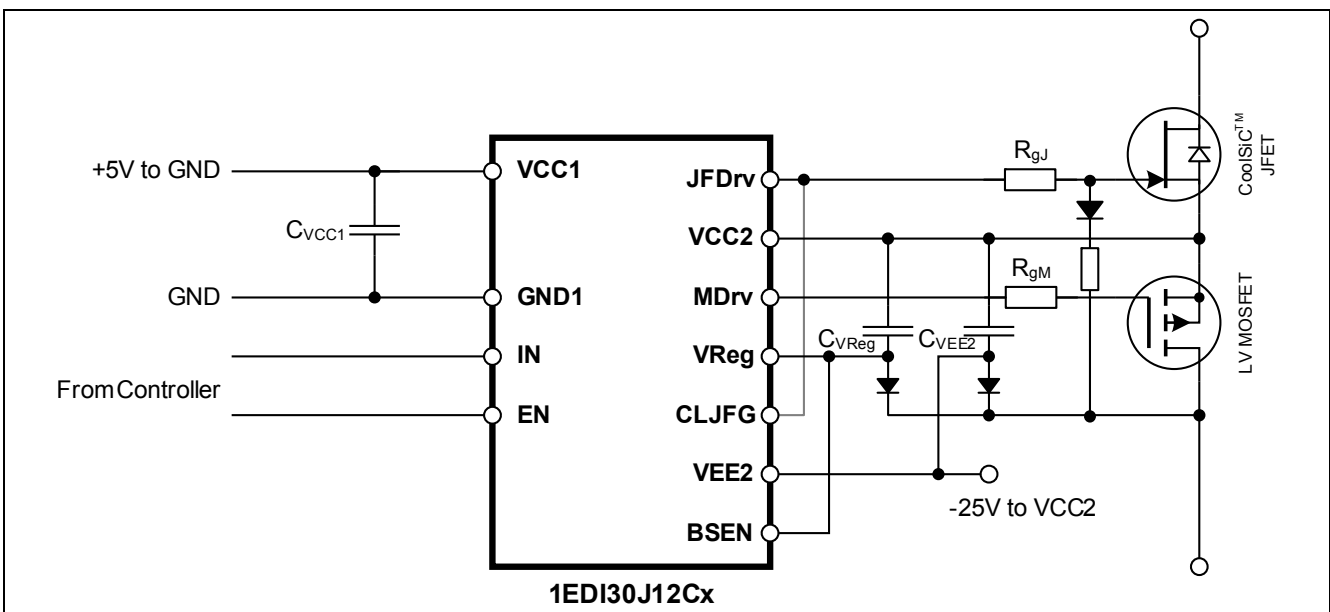 +5V to GND
CVCC1
GND
From Controller
VCC1
GND1
IN
EN
JFDrv
VCC2
MDrv
VReg
CLJFG
VEE2
BSEN
1EDI30J12Cx
RgJ
RgM
CVReg
CVEE2
-25V to VCC2
CoolSiC™
JFET
LV MOSFET